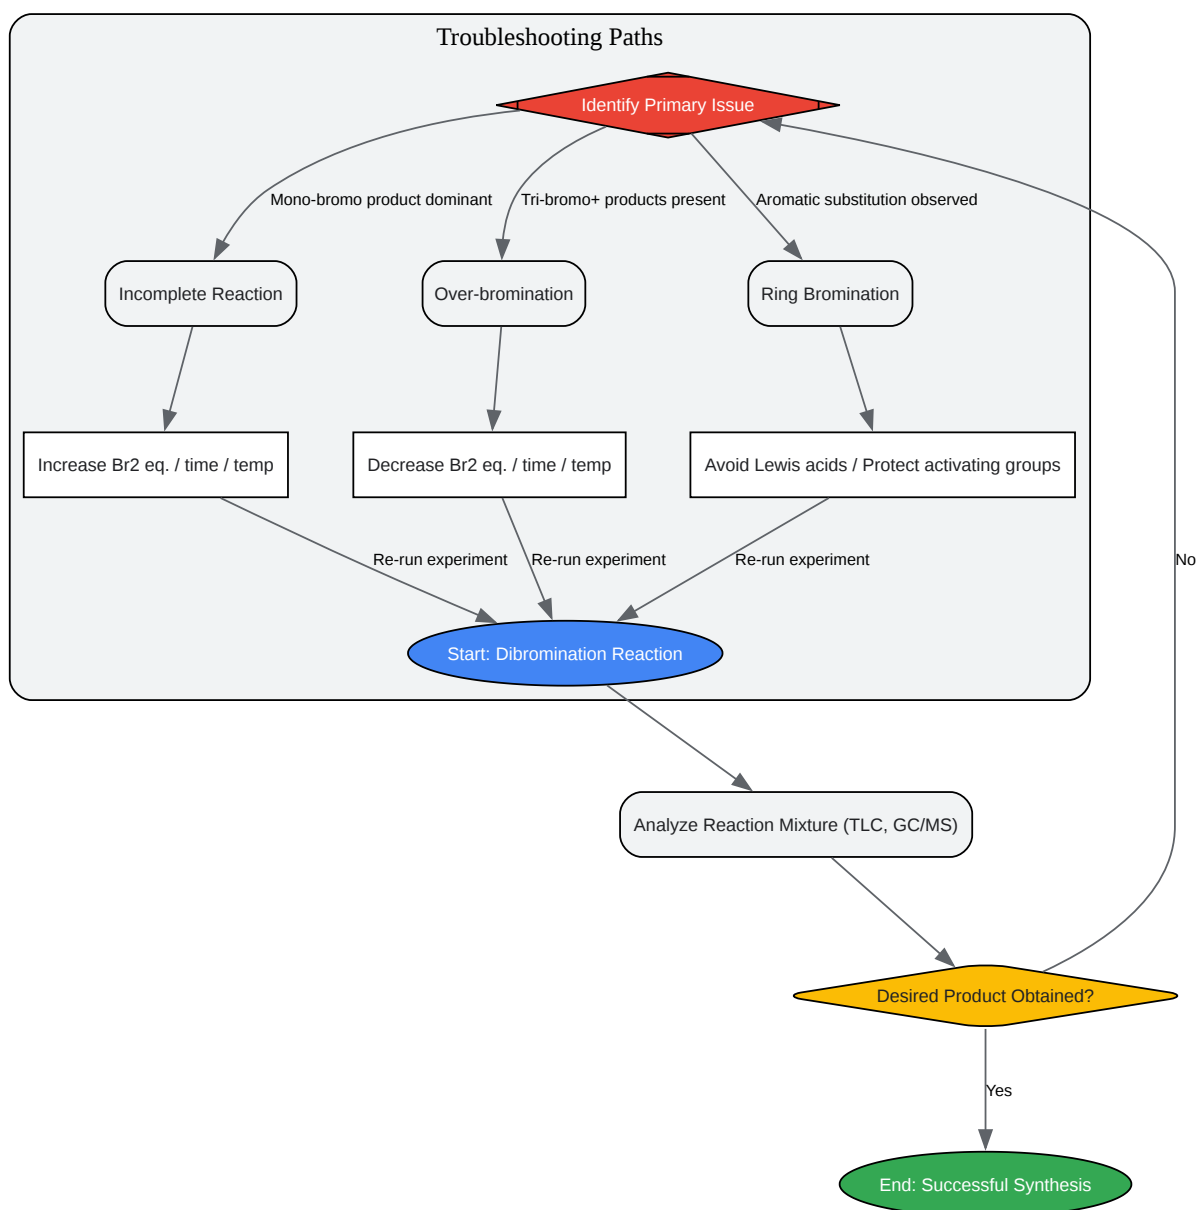 Troubleshooting Paths
Identify Primary Issue
Mono-bromo product dominant
Tri-bromo+ products present
Aromatic substitution observed
Incomplete Reaction
Over-bromination
Ring Bromination
Increase Br2 eq. / time / temp
Decrease Br2 eq. / time / temp
Avoid Lewis acids / Protect activating groups
Re-run experiment
Re-run experiment
Re-run experiment
No
Start: Dibromination Reaction
Analyze Reaction Mixture (TLC, GC/MS)
Desired Product Obtained?
Yes
End: Successful Synthesis